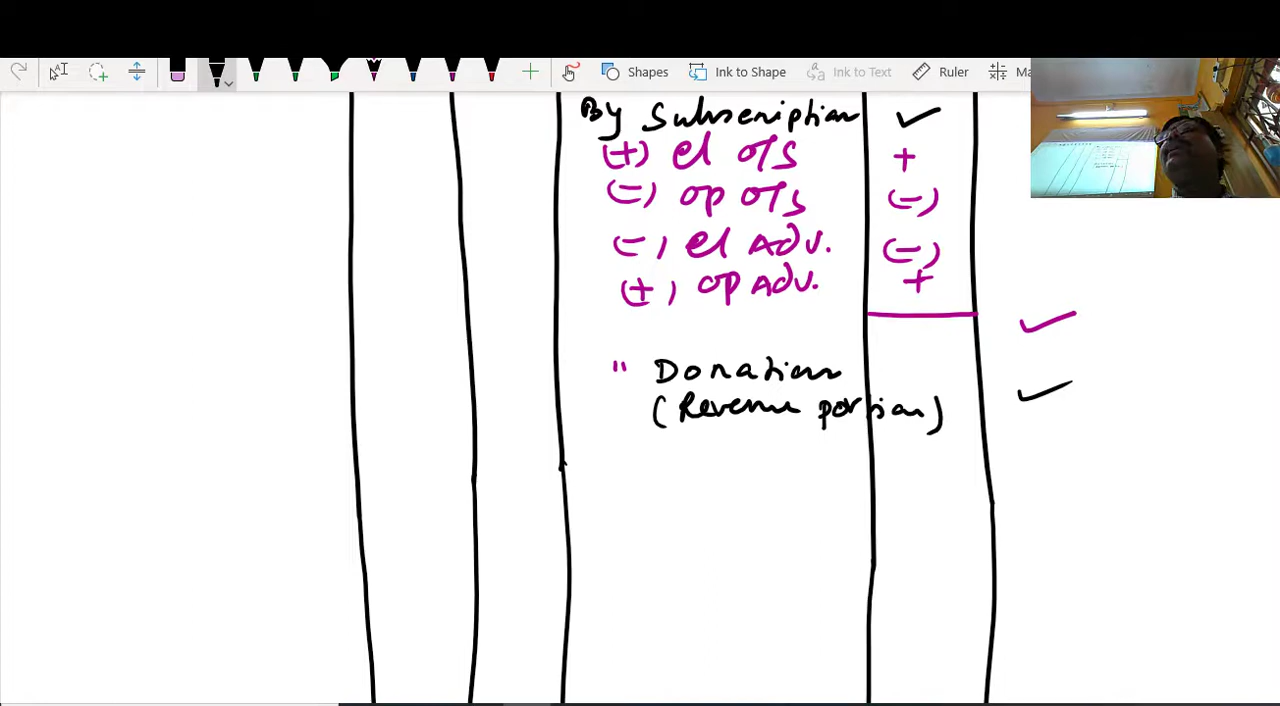 Shapes Ink to Shape Ink to Text Ruler Ma
By Subscription ✓
(+) cl o/s +
(-) op o/s (-)
(-) cl Adv. (-)
(+) op Adv. +
✓
" Donation
(Revenue portion) ✓